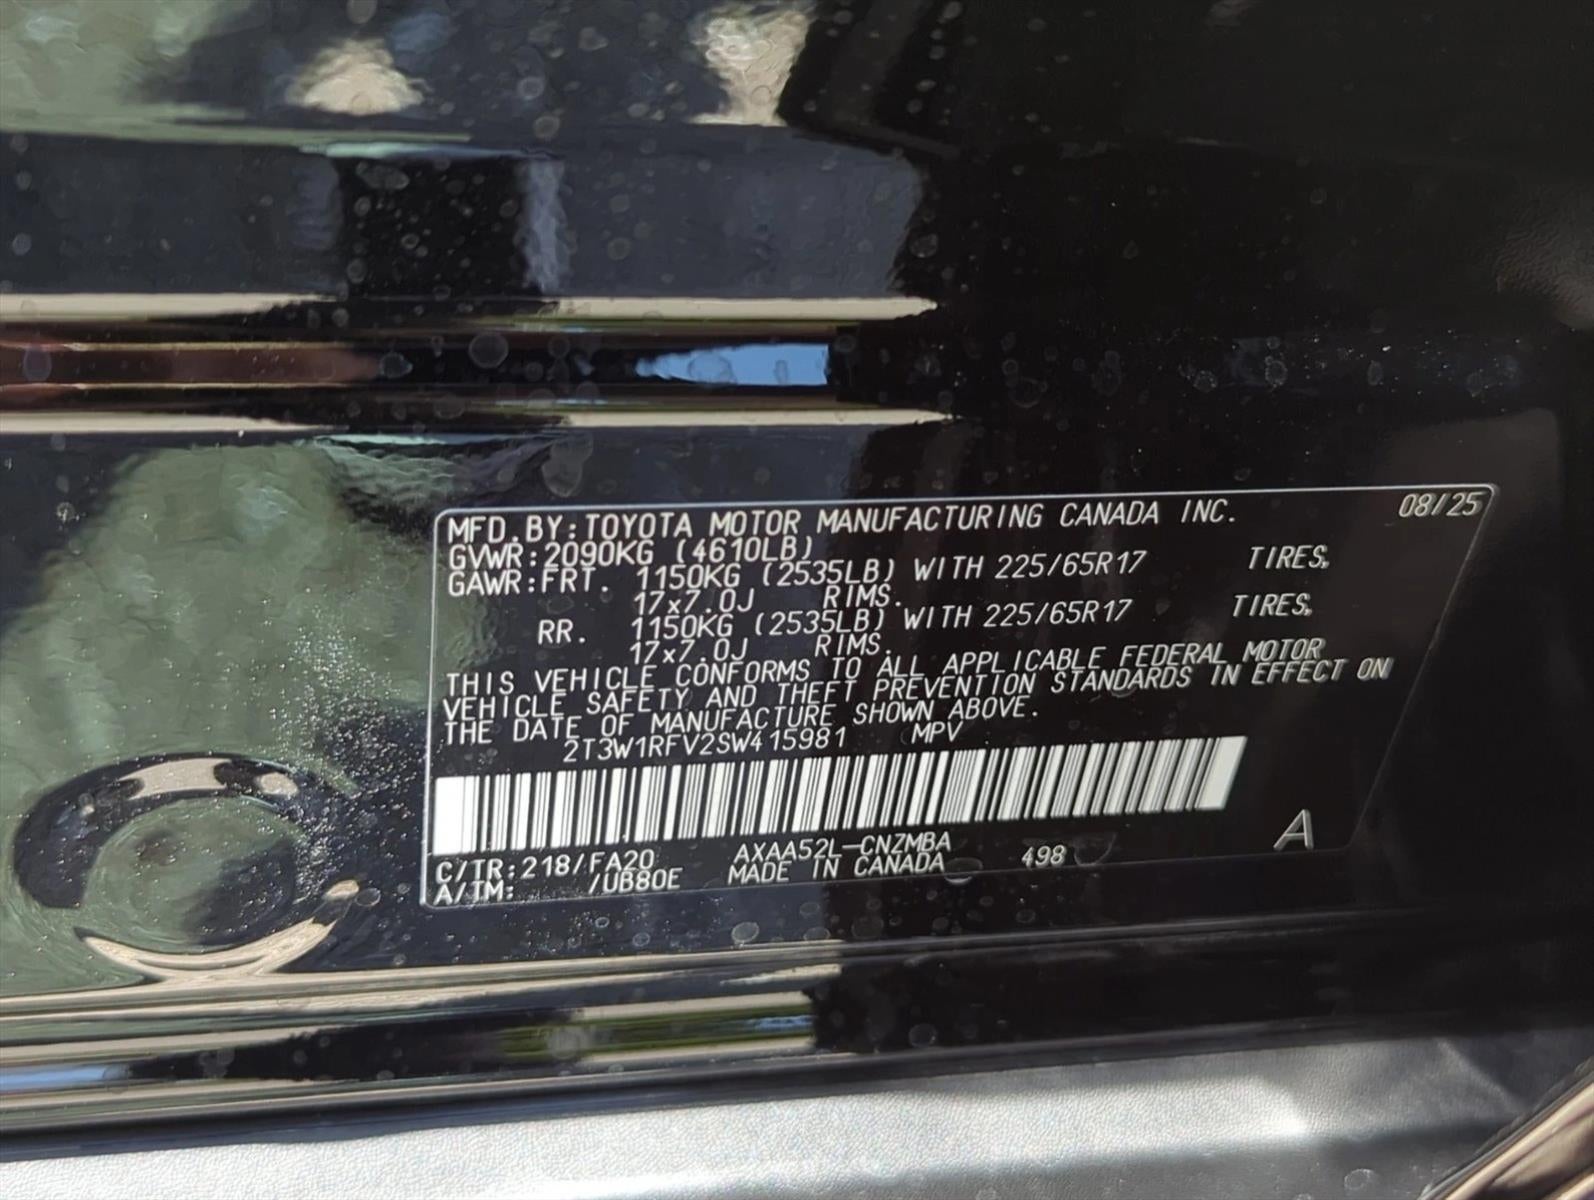 MFD. BY: TOYOTA MOTOR MANUFACTURING CANADA INC. 08/25
GVWR: 2090KG (4610LB)
GAWR: FRT. 1150KG (2535LB) WITH 225/65R17 TIRES,
17x7.0J RIMS.
RR. 1150KG (2535LB) WITH 225/65R17 TIRES,
17x7.0J RIMS.
THIS VEHICLE CONFORMS TO ALL APPLICABLE FEDERAL MOTOR
VEHICLE SAFETY AND THEFT PREVENTION STANDARDS IN EFFECT ON
THE DATE OF MANUFACTURE SHOWN ABOVE.
2T3W1RFV2SW415981 MPV
C/TR: 218/FA20 AXAA52L-CNZMBA 498 A
A/TM: /UB80E MADE IN CANADA